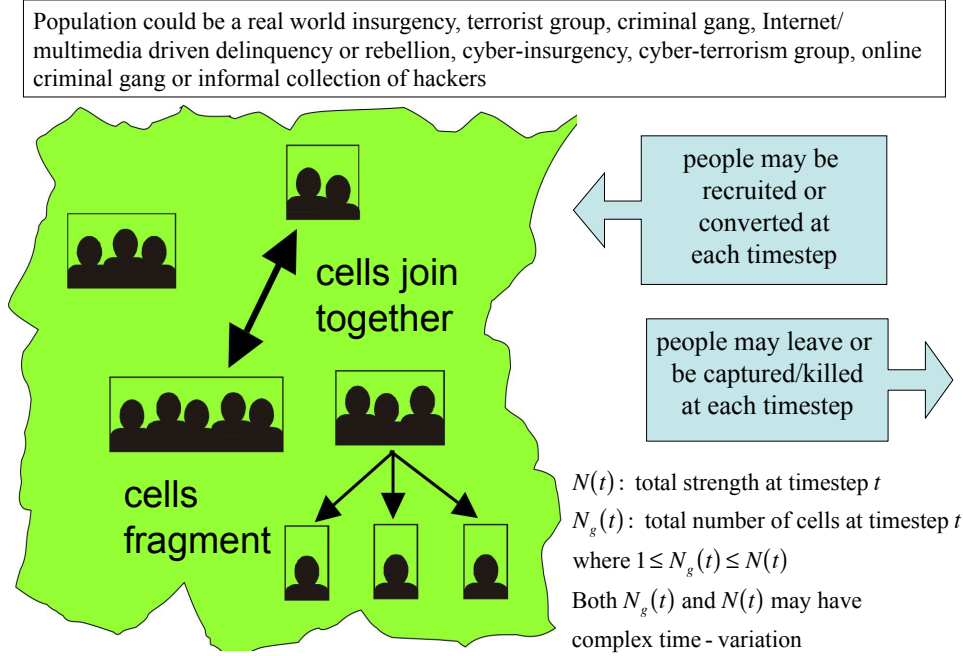 Population could be a real world insurgency, terrorist group, criminal gang, Internet/
multimedia driven delinquency or rebellion, cyber-insurgency, cyber-terrorism group, online
criminal gang or informal collection of hackers
people may be
recruited or
converted at
each timestep
cells join
together
people may leave or
be captured/killed
at each timestep
cells
fragment
N(t) : total strength at timestep t
N_g(t) : total number of cells at timestep t
where 1 ≤ N_g(t) ≤ N(t)
Both N_g(t) and N(t) may have
complex time - variation